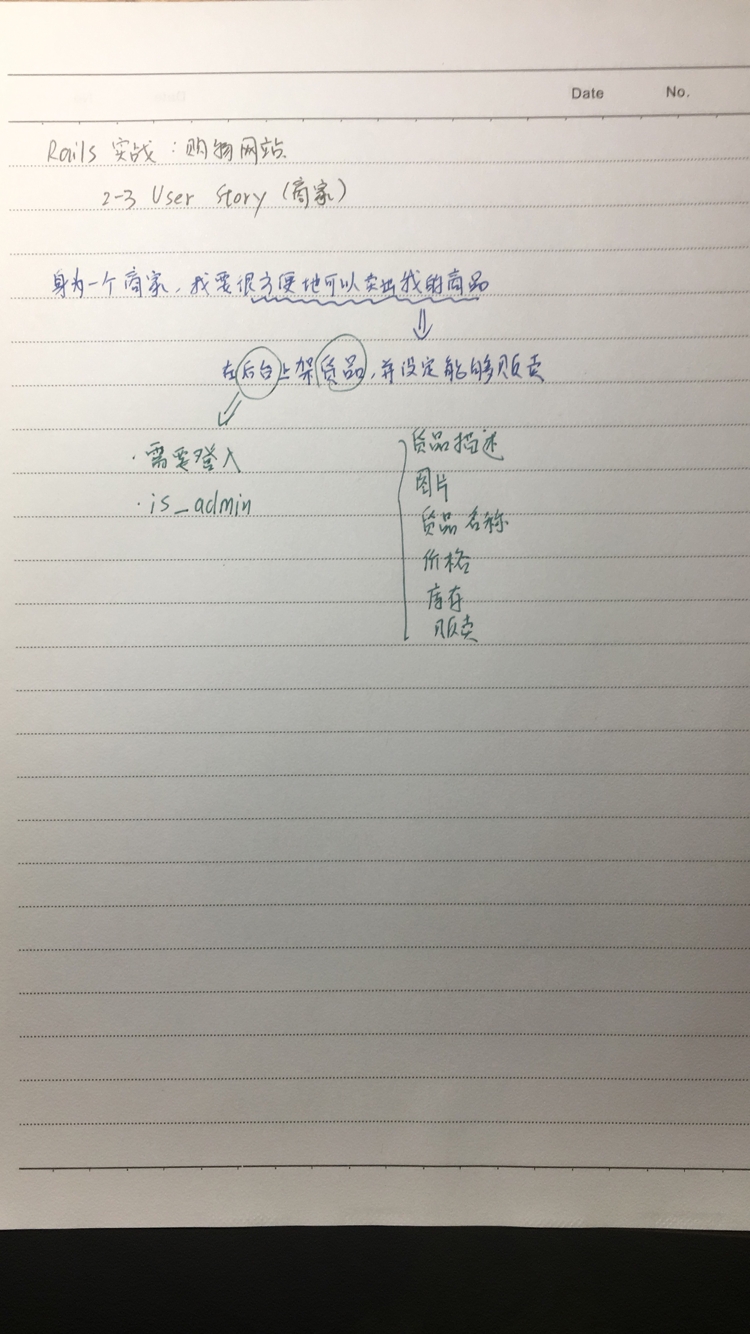 Date No.
Rails 实战：购物网站
2-3 User Story (商家)
身为一个商家，我要很方便地可以卖出我的商品
在后台上架货品，并设定能够贩卖
· 需要登入
· is_admin
货品描述
图片
货品名称
价格
库存
贩卖